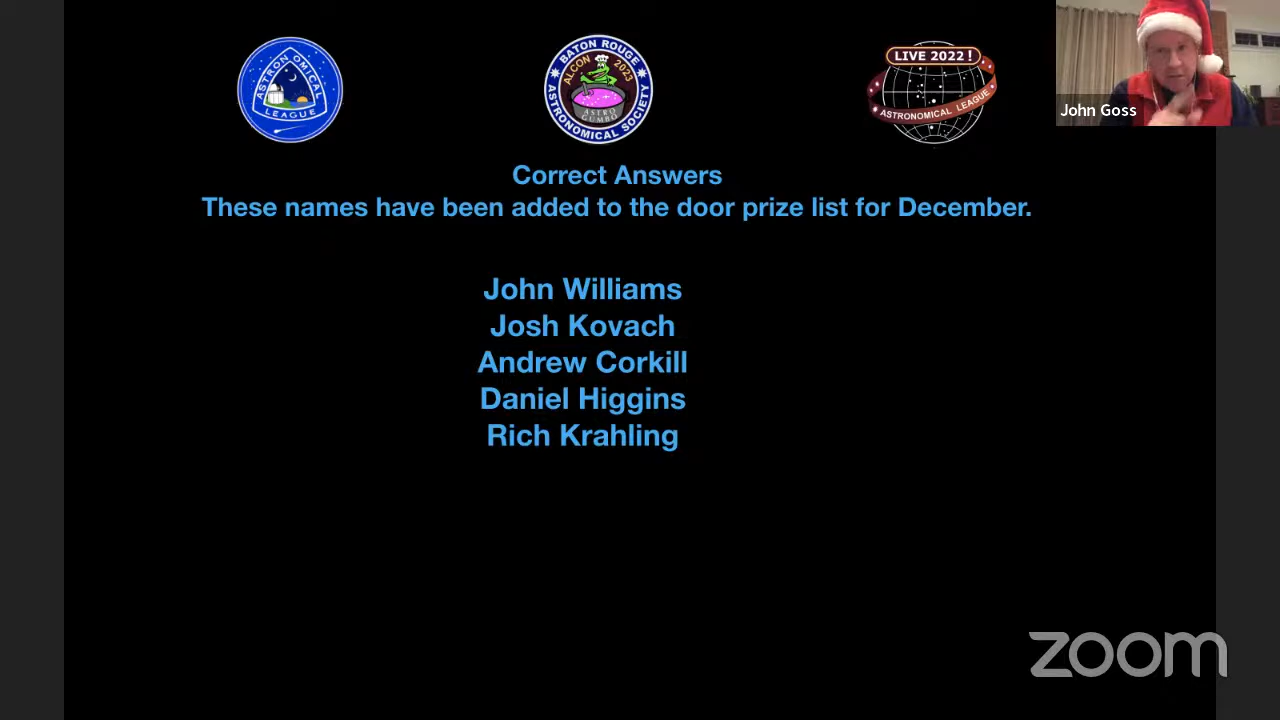 ASTRONOMICAL
LEAGUE
BATON ROUGE
ASTRONOMICAL SOCIETY
ALCON 2023
ASTRO
GUMBO
LIVE 2022 !
ASTRONOMICAL LEAGUE
John Goss
Correct Answers
These names have been added to the door prize list for December.
John Williams
Josh Kovach
Andrew Corkill
Daniel Higgins
Rich Krahling
zoom